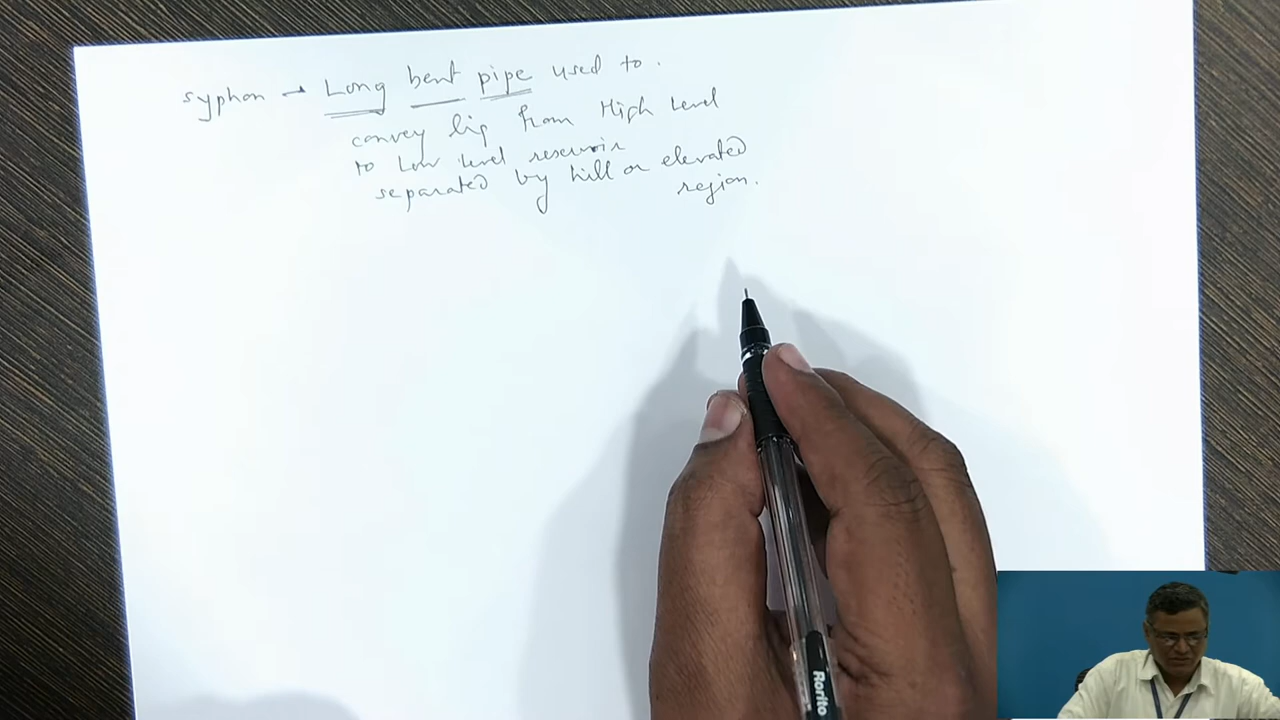 syphon → Long bent pipe used to.
convey liq from High Level
to Low level reservoir
separated by hill or elevated
region.
Rorito